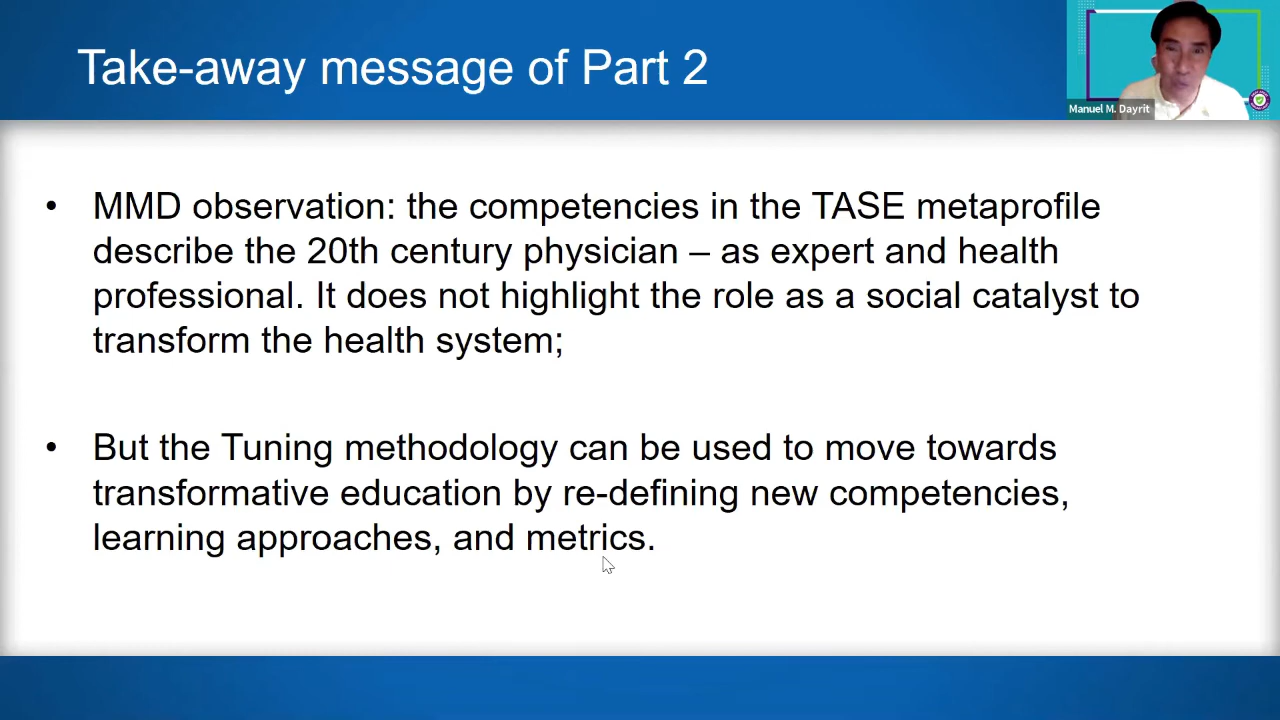 Take-away message of Part 2
Manuel M. Dayrit
• MMD observation: the competencies in the TASE metaprofile
describe the 20th century physician – as expert and health
professional. It does not highlight the role as a social catalyst to
transform the health system;
• But the Tuning methodology can be used to move towards
transformative education by re-defining new competencies,
learning approaches, and metrics.